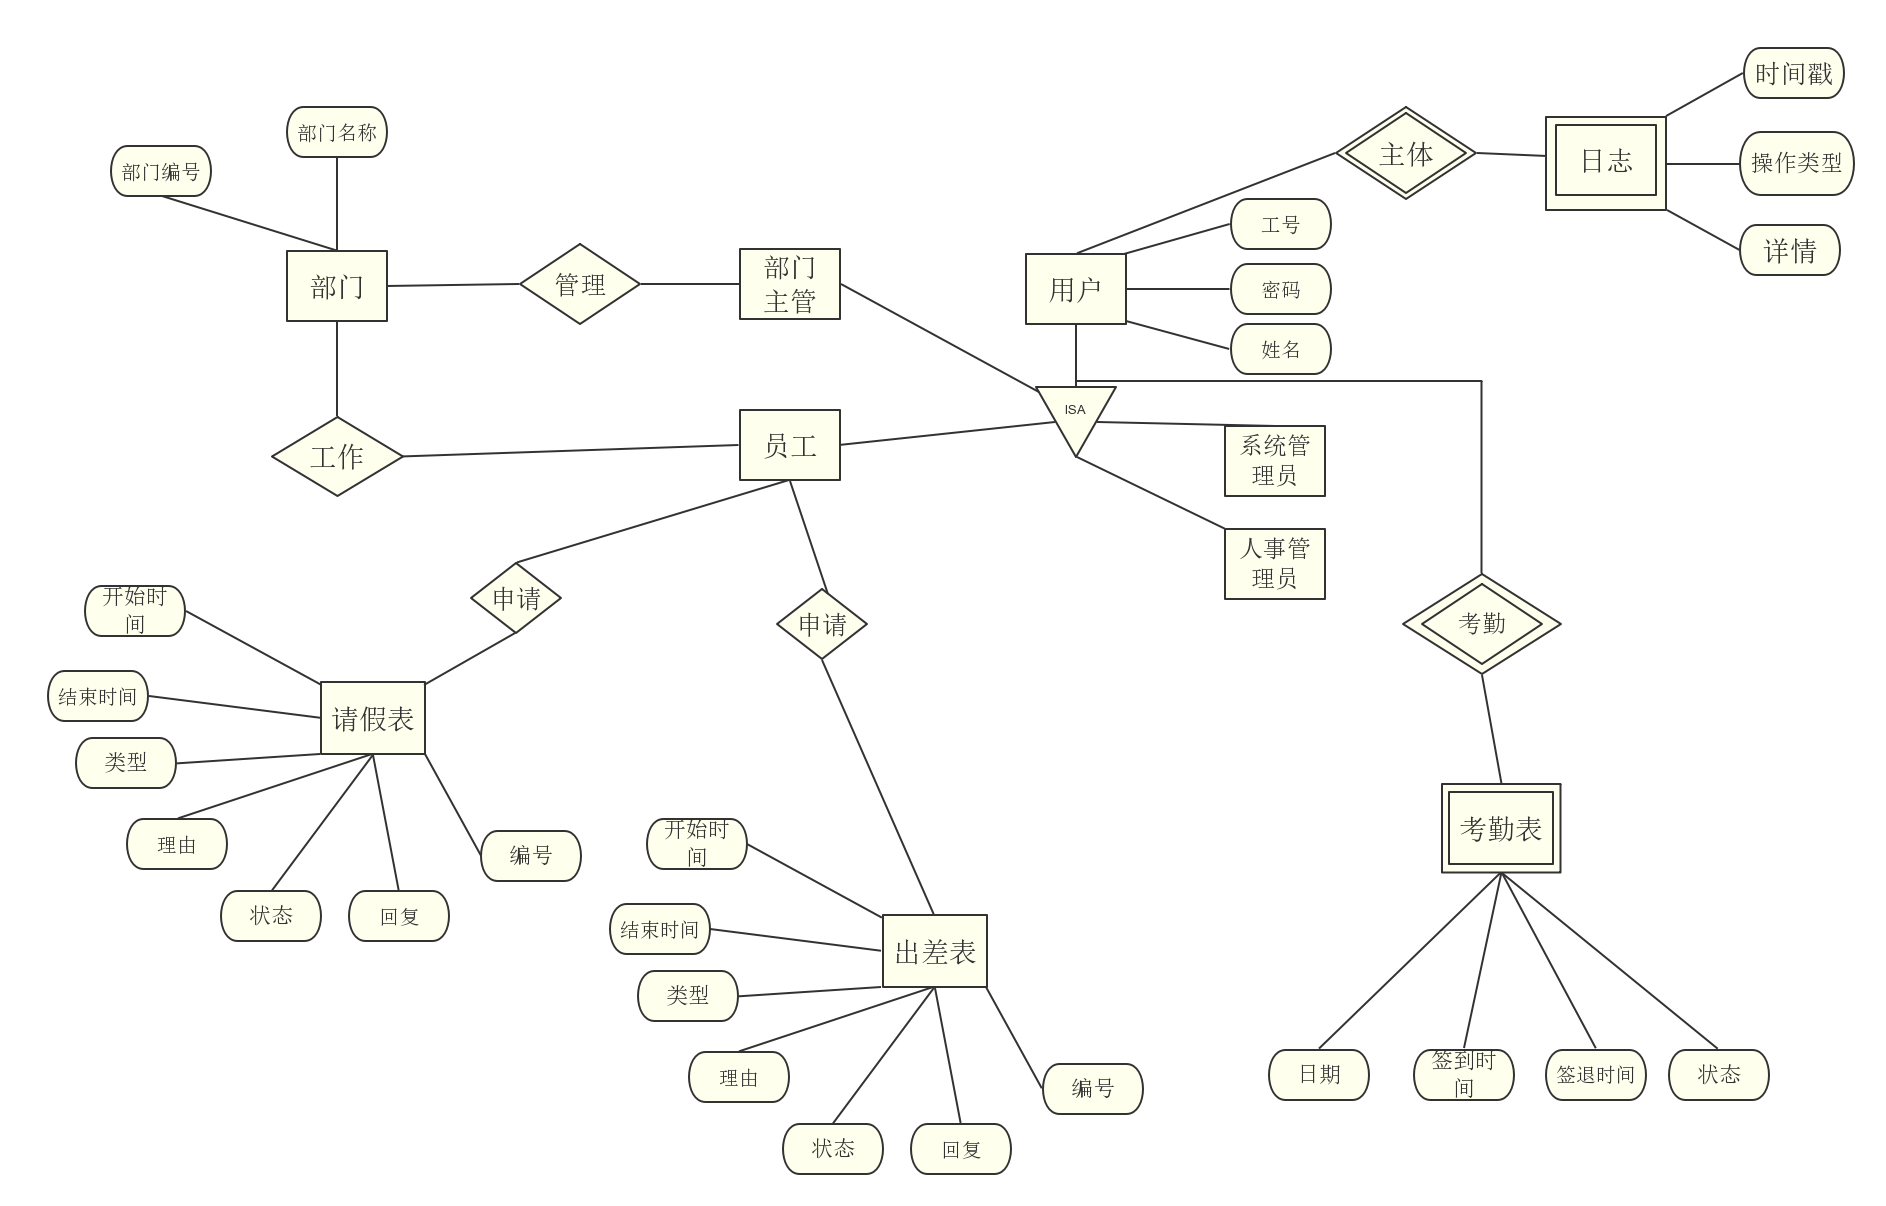 时间戳
部门名称
主体
日志
操作类型
部门编号
工号
详情
部门
管理
部门
主管
用户
密码
姓名
ISA
工作
员工
系统管
理员
人事管
理员
开始时
间
申请
申请
考勤
结束时间
请假表
类型
理由
编号
状态
回复
开始时
间
考勤表
结束时间
出差表
类型
理由
编号
状态
回复
日期
签到时
间
签退时间
状态